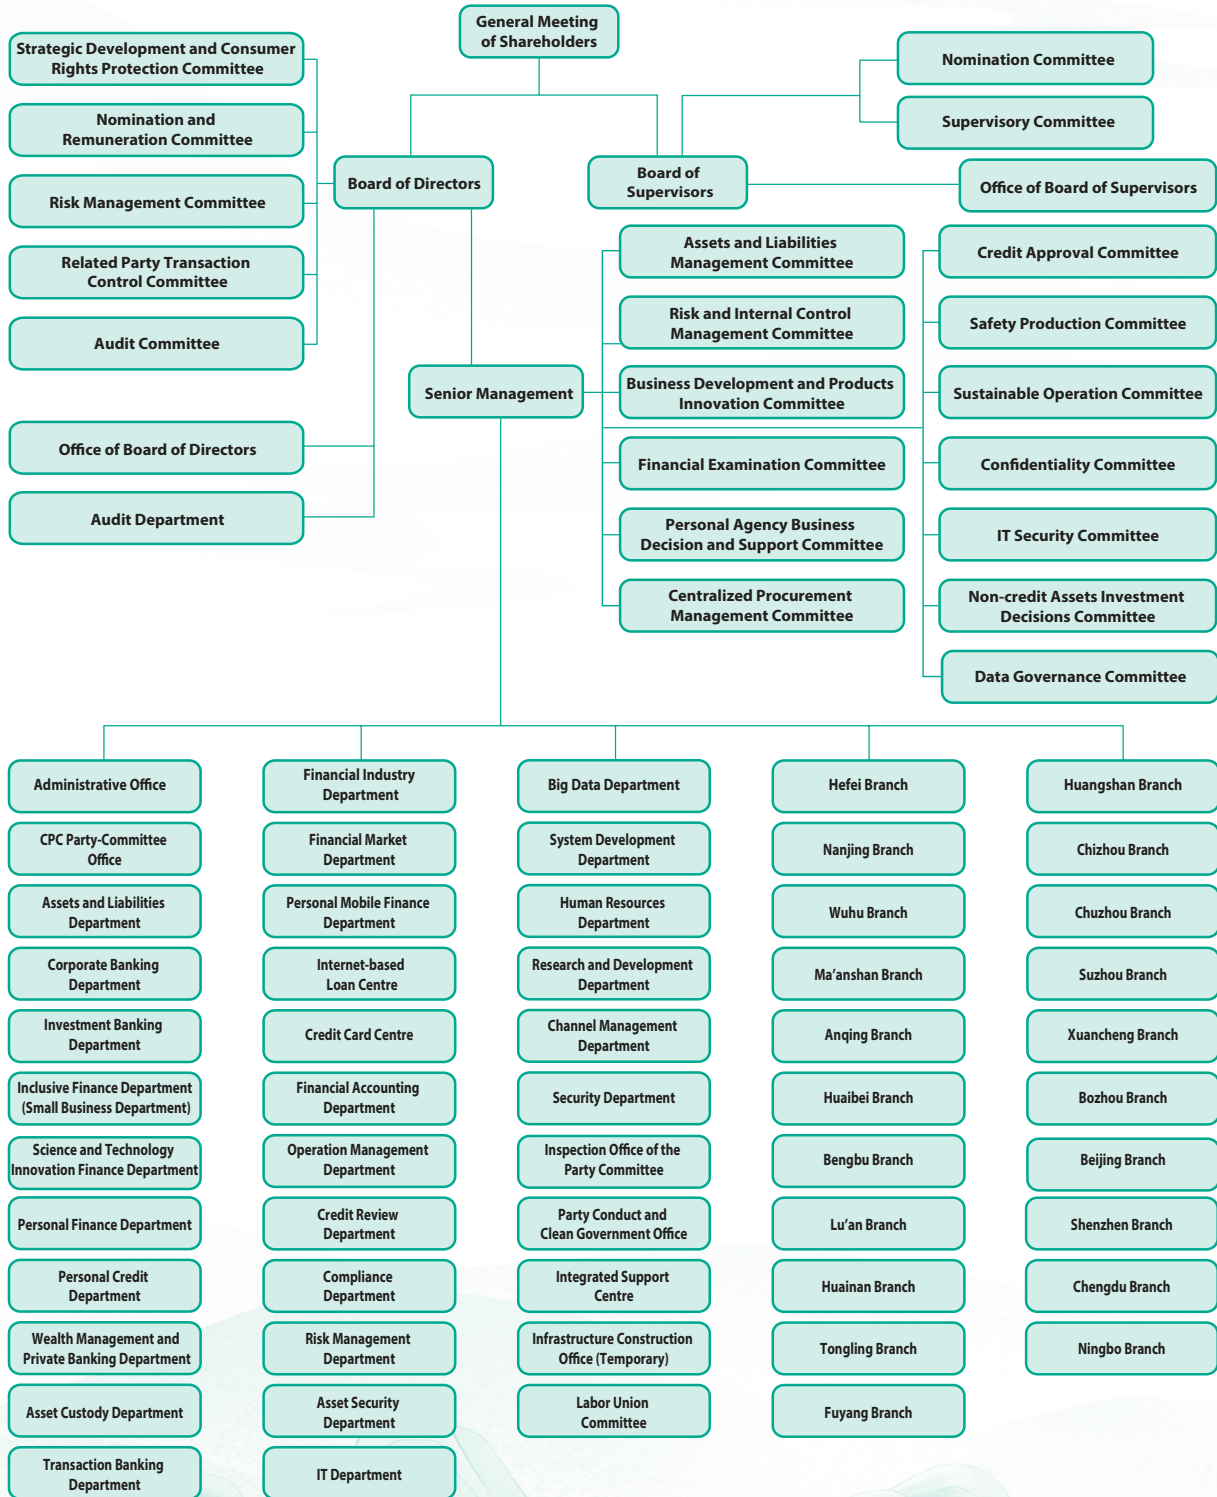 General Meeting
of Shareholders
Strategic Development and Consumer
Rights Protection Committee
Nomination and
Remuneration Committee
Risk Management Committee
Related Party Transaction
Control Committee
Audit Committee
Office of Board of Directors
Audit Department
Board of Directors
Board of
Supervisors
Nomination Committee
Supervisory Committee
Office of Board of Supervisors
Senior Management
Assets and Liabilities
Management Committee
Risk and Internal Control
Management Committee
Business Development and Products
Innovation Committee
Financial Examination Committee
Personal Agency Business
Decision and Support Committee
Centralized Procurement
Management Committee
Credit Approval Committee
Safety Production Committee
Sustainable Operation Committee
Confidentiality Committee
IT Security Committee
Non-credit Assets Investment
Decisions Committee
Data Governance Committee
Administrative Office
CPC Party-Committee
Office
Assets and Liabilities
Department
Corporate Banking
Department
Investment Banking
Department
Inclusive Finance Department
(Small Business Department)
Science and Technology
Innovation Finance Department
Personal Finance Department
Personal Credit
Department
Wealth Management and
Private Banking Department
Asset Custody Department
Transaction Banking
Department
Financial Industry
Department
Financial Market
Department
Personal Mobile Finance
Department
Internet-based
Loan Centre
Credit Card Centre
Financial Accounting
Department
Operation Management
Department
Credit Review
Department
Compliance
Department
Risk Management
Department
Asset Security
Department
IT Department
Big Data Department
System Development
Department
Human Resources
Department
Research and Development
Department
Channel Management
Department
Security Department
Inspection Office of the
Party Committee
Party Conduct and
Clean Government Office
Integrated Support
Centre
Infrastructure Construction
Office (Temporary)
Labor Union
Committee
Hefei Branch
Nanjing Branch
Wuhu Branch
Ma'anshan Branch
Anqing Branch
Huaibei Branch
Bengbu Branch
Lu'an Branch
Huainan Branch
Tongling Branch
Fuyang Branch
Huangshan Branch
Chizhou Branch
Chuzhou Branch
Suzhou Branch
Xuancheng Branch
Bozhou Branch
Beijing Branch
Shenzhen Branch
Chengdu Branch
Ningbo Branch